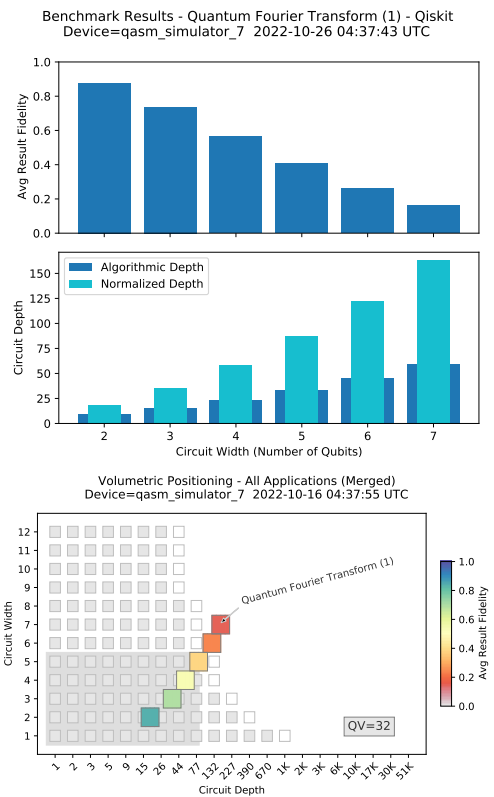 Benchmark Results - Quantum Fourier Transform (1) - Qiskit
Device=qasm_simulator_7  2022-10-26 04:37:43 UTC
1.0
0.8
0.6
0.4
0.2
0.0
Avg Result Fidelity
Algorithmic Depth
Normalized Depth
150
125
100
75
50
25
0
Circuit Depth
2 3 4 5 6 7
Circuit Width (Number of Qubits)
Volumetric Positioning - All Applications (Merged)
Device=qasm_simulator_7  2022-10-16 04:37:55 UTC
12
11
10
9
8
7
6
5
4
3
2
1
Circuit Width
Quantum Fourier Transform (1)
QV=32
1 2 3 5 9 15 26 44 77 132 227 390 670 1K 2K 3K 6K 10K 17K 30K 51K
Circuit Depth
1.0
0.8
0.6
0.4
0.2
0.0
Avg Result Fidelity